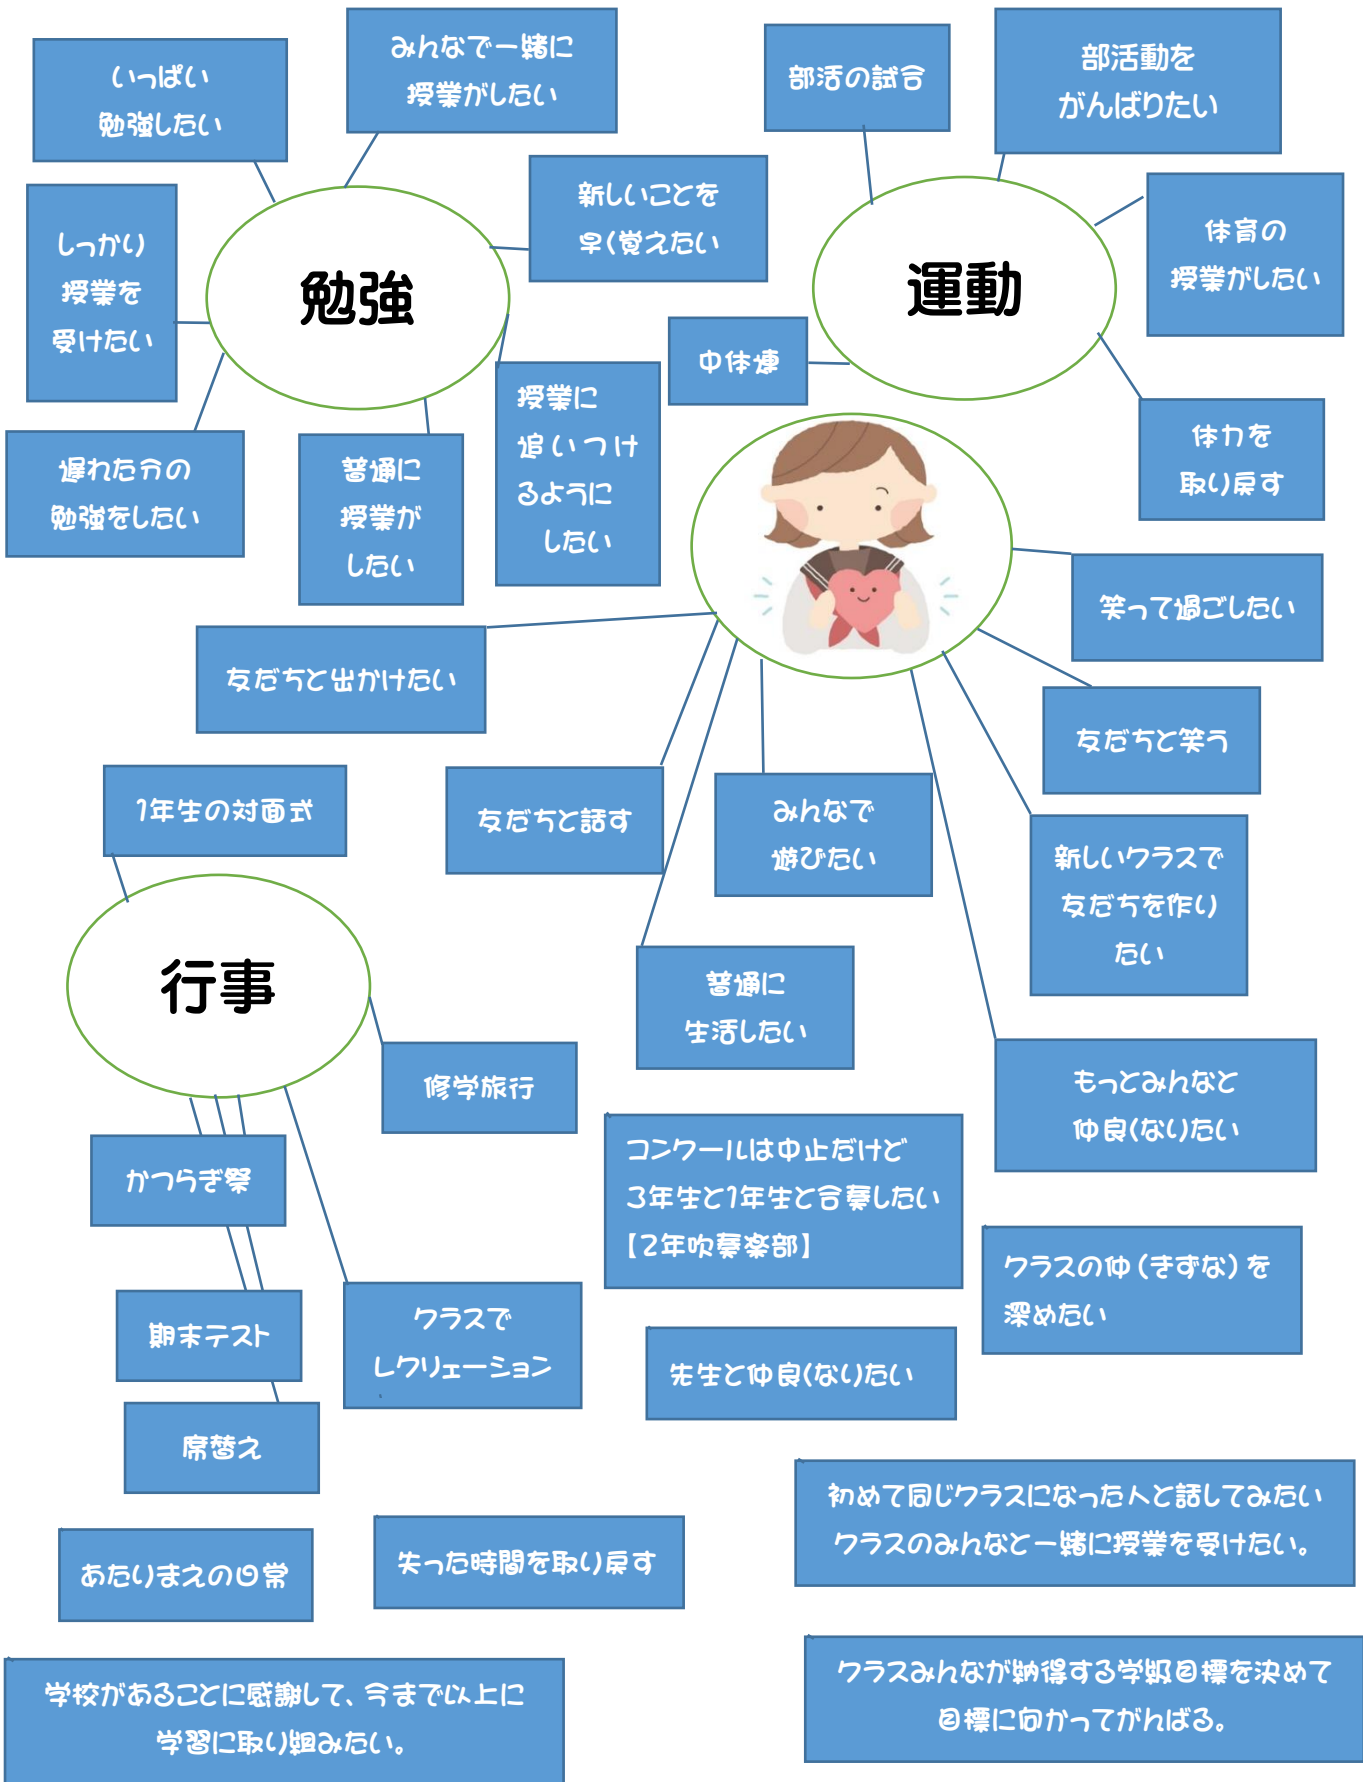 いっぱい
勉強したい
みんなで一緒に
授業がしたい
部活の試合
部活動を
がんばりたい
しっかり
授業を
受けたい
新しいことを
早く覚えたい
体育の
授業がしたい
勉強
運動
中体連
授業に
追いつけ
るように
したい
遅れた分の
勉強をしたい
普通に
授業が
したい
体力を
取り戻す
笑って過ごしたい
友だちと出かけたい
友だちと笑う
1年生の対面式
友だちと話す
みんなで
遊びたい
新しいクラスで
友だちを作り
たい
行事
普通に
生活したい
修学旅行
もっとみんなと
仲良くなりたい
かつらぎ祭
コンクールは中止だけど
3年生と1年生と合奏したい
【2年吹奏楽部】
クラスの仲(きずな)を
深めたい
期末テスト
クラスで
レクリェーション
先生と仲良くなりたい
席替え
初めて同じクラスになった人と話してみたい
クラスのみんなと一緒に授業を受けたい。
あたりまえの日常
失った時間を取り戻す
クラスみんなが納得する学級目標を決めて
目標に向かってがんばる。
学校があることに感謝して、今まで以上に
学習に取り組みたい。